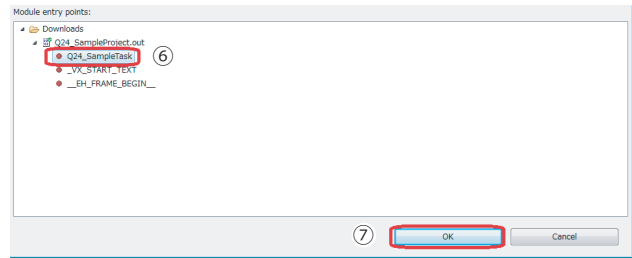 Module entry points:
Downloads
Q24_SampleProject.out
Q24_SampleTask ⑥
_VX_START_TEXT
__EH_FRAME_BEGIN__
⑦ OK Cancel